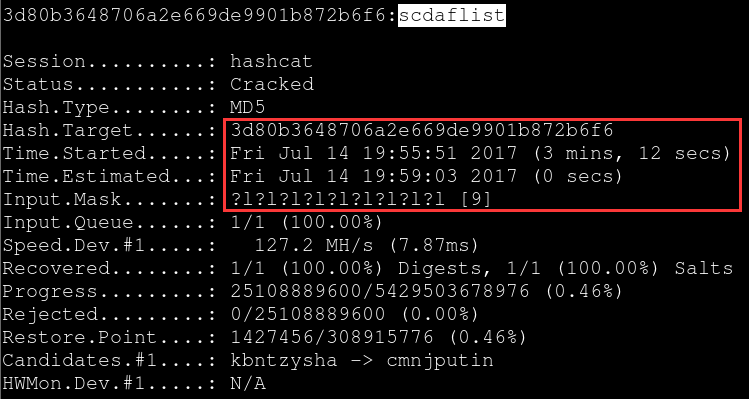 3d80b3648706a2e669de9901b872b6f6:scdaflist
Session..........: hashcat
Status...........: Cracked
Hash.Type........: MD5
Hash.Target......: 3d80b3648706a2e669de9901b872b6f6
Time.Started.....: Fri Jul 14 19:55:51 2017 (3 mins, 12 secs)
Time.Estimated...: Fri Jul 14 19:59:03 2017 (0 secs)
Input.Mask.......: ?l?l?l?l?l?l?l?l?l [9]
Input.Queue......: 1/1 (100.00%)
Speed.Dev.#1.....:   127.2 MH/s (7.87ms)
Recovered........: 1/1 (100.00%) Digests, 1/1 (100.00%) Salts
Progress.........: 25108889600/5429503678976 (0.46%)
Rejected.........: 0/25108889600 (0.00%)
Restore.Point....: 1427456/308915776 (0.46%)
Candidates.#1....: kbntzysha -> cmnjputin
HWMon.Dev.#1.....: N/A